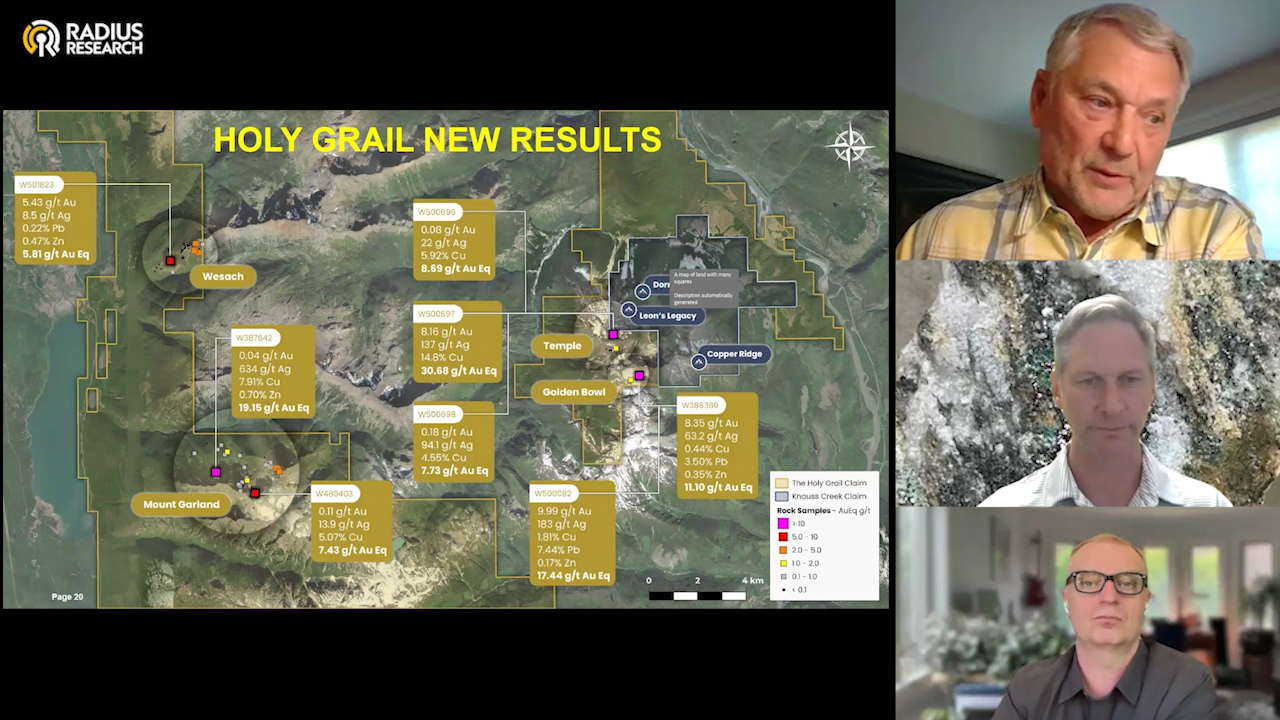 RADIUS
RESEARCH
HOLY GRAIL NEW RESULTS
W501823
5.43 g/t Au
8.5 g/t Ag
0.22% Pb
0.47% Zn
5.81 g/t Au Eq
Wesach
W500696
0.08 g/t Au
22 g/t Ag
5.92% Cu
8.69 g/t Au Eq
A map of land with many
squares
Description automatically
generated
Leon's Legacy
Copper Ridge
W500697
8.16 g/t Au
137 g/t Ag
14.8% Cu
30.68 g/t Au Eq
Temple
Golden Bowl
W387642
0.04 g/t Au
634 g/t Ag
7.91% Cu
0.70% Zn
19.15 g/t Au Eq
W500698
0.18 g/t Au
94.1 g/t Ag
4.55% Cu
7.73 g/t Au Eq
W386369
8.35 g/t Au
63.2 g/t Ag
0.44% Cu
3.50% Pb
0.35% Zn
11.10 g/t Au Eq
Mount Garland
W489403
0.11 g/t Au
13.9 g/t Ag
5.07% Cu
7.43 g/t Au Eq
W500082
9.99 g/t Au
183 g/t Ag
1.81% Cu
7.44% Pb
0.17% Zn
17.44 g/t Au Eq
The Holy Grail Claim
Knauss Creek Claim
Rock Samples - AuEq g/t
> 10
5.0 - 10
2.0 - 5.0
1.0 - 2.0
0.1 - 1.0
< 0.1
0 2 4 km
Page 20